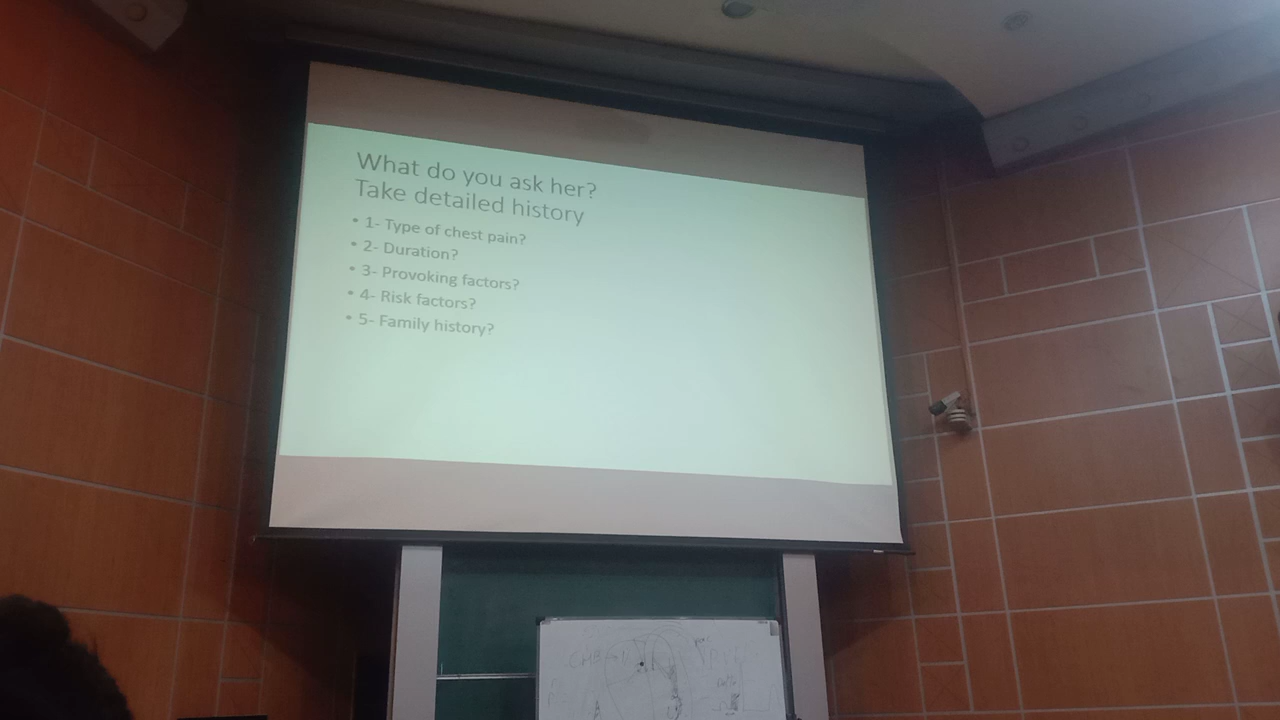 What do you ask her?
Take detailed history
• 1- Type of chest pain?
• 2- Duration?
• 3- Provoking factors?
• 4- Risk factors?
• 5- Family history?